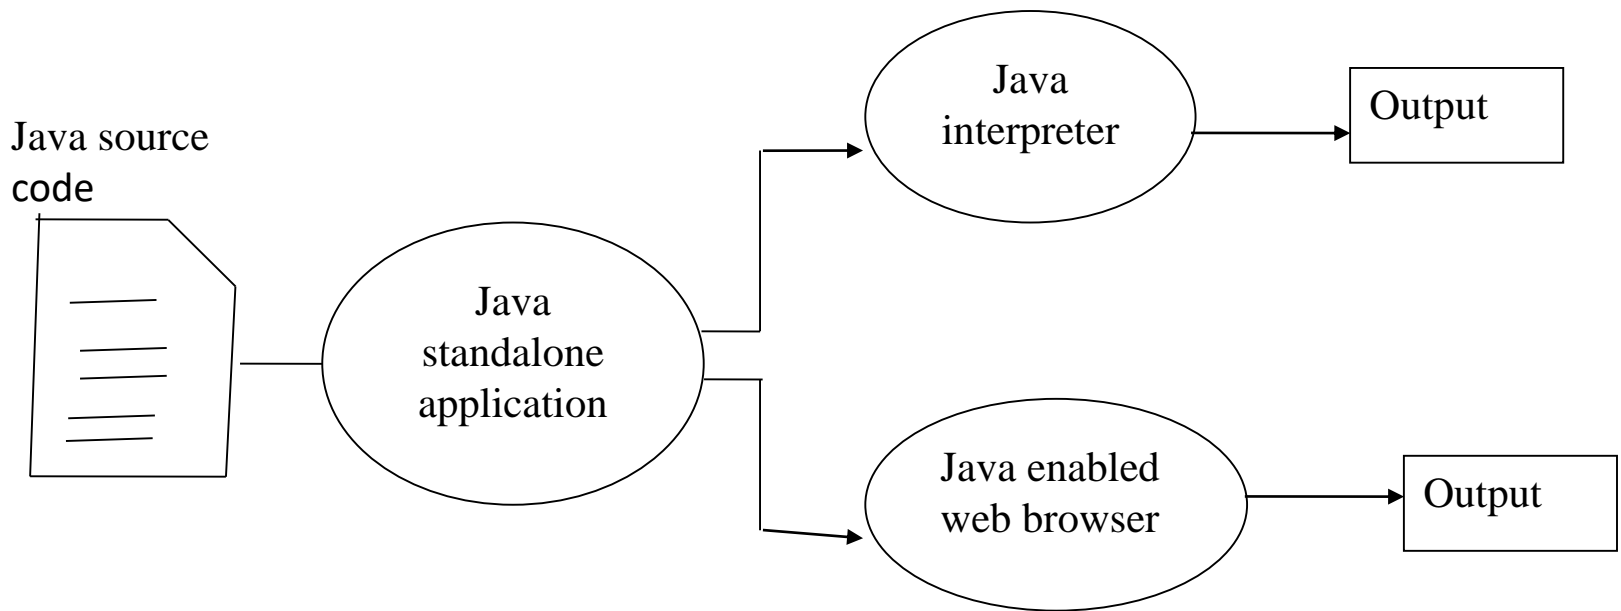 Java source
code
Java
standalone
application
Java
interpreter
Output
Java enabled
web browser
Output